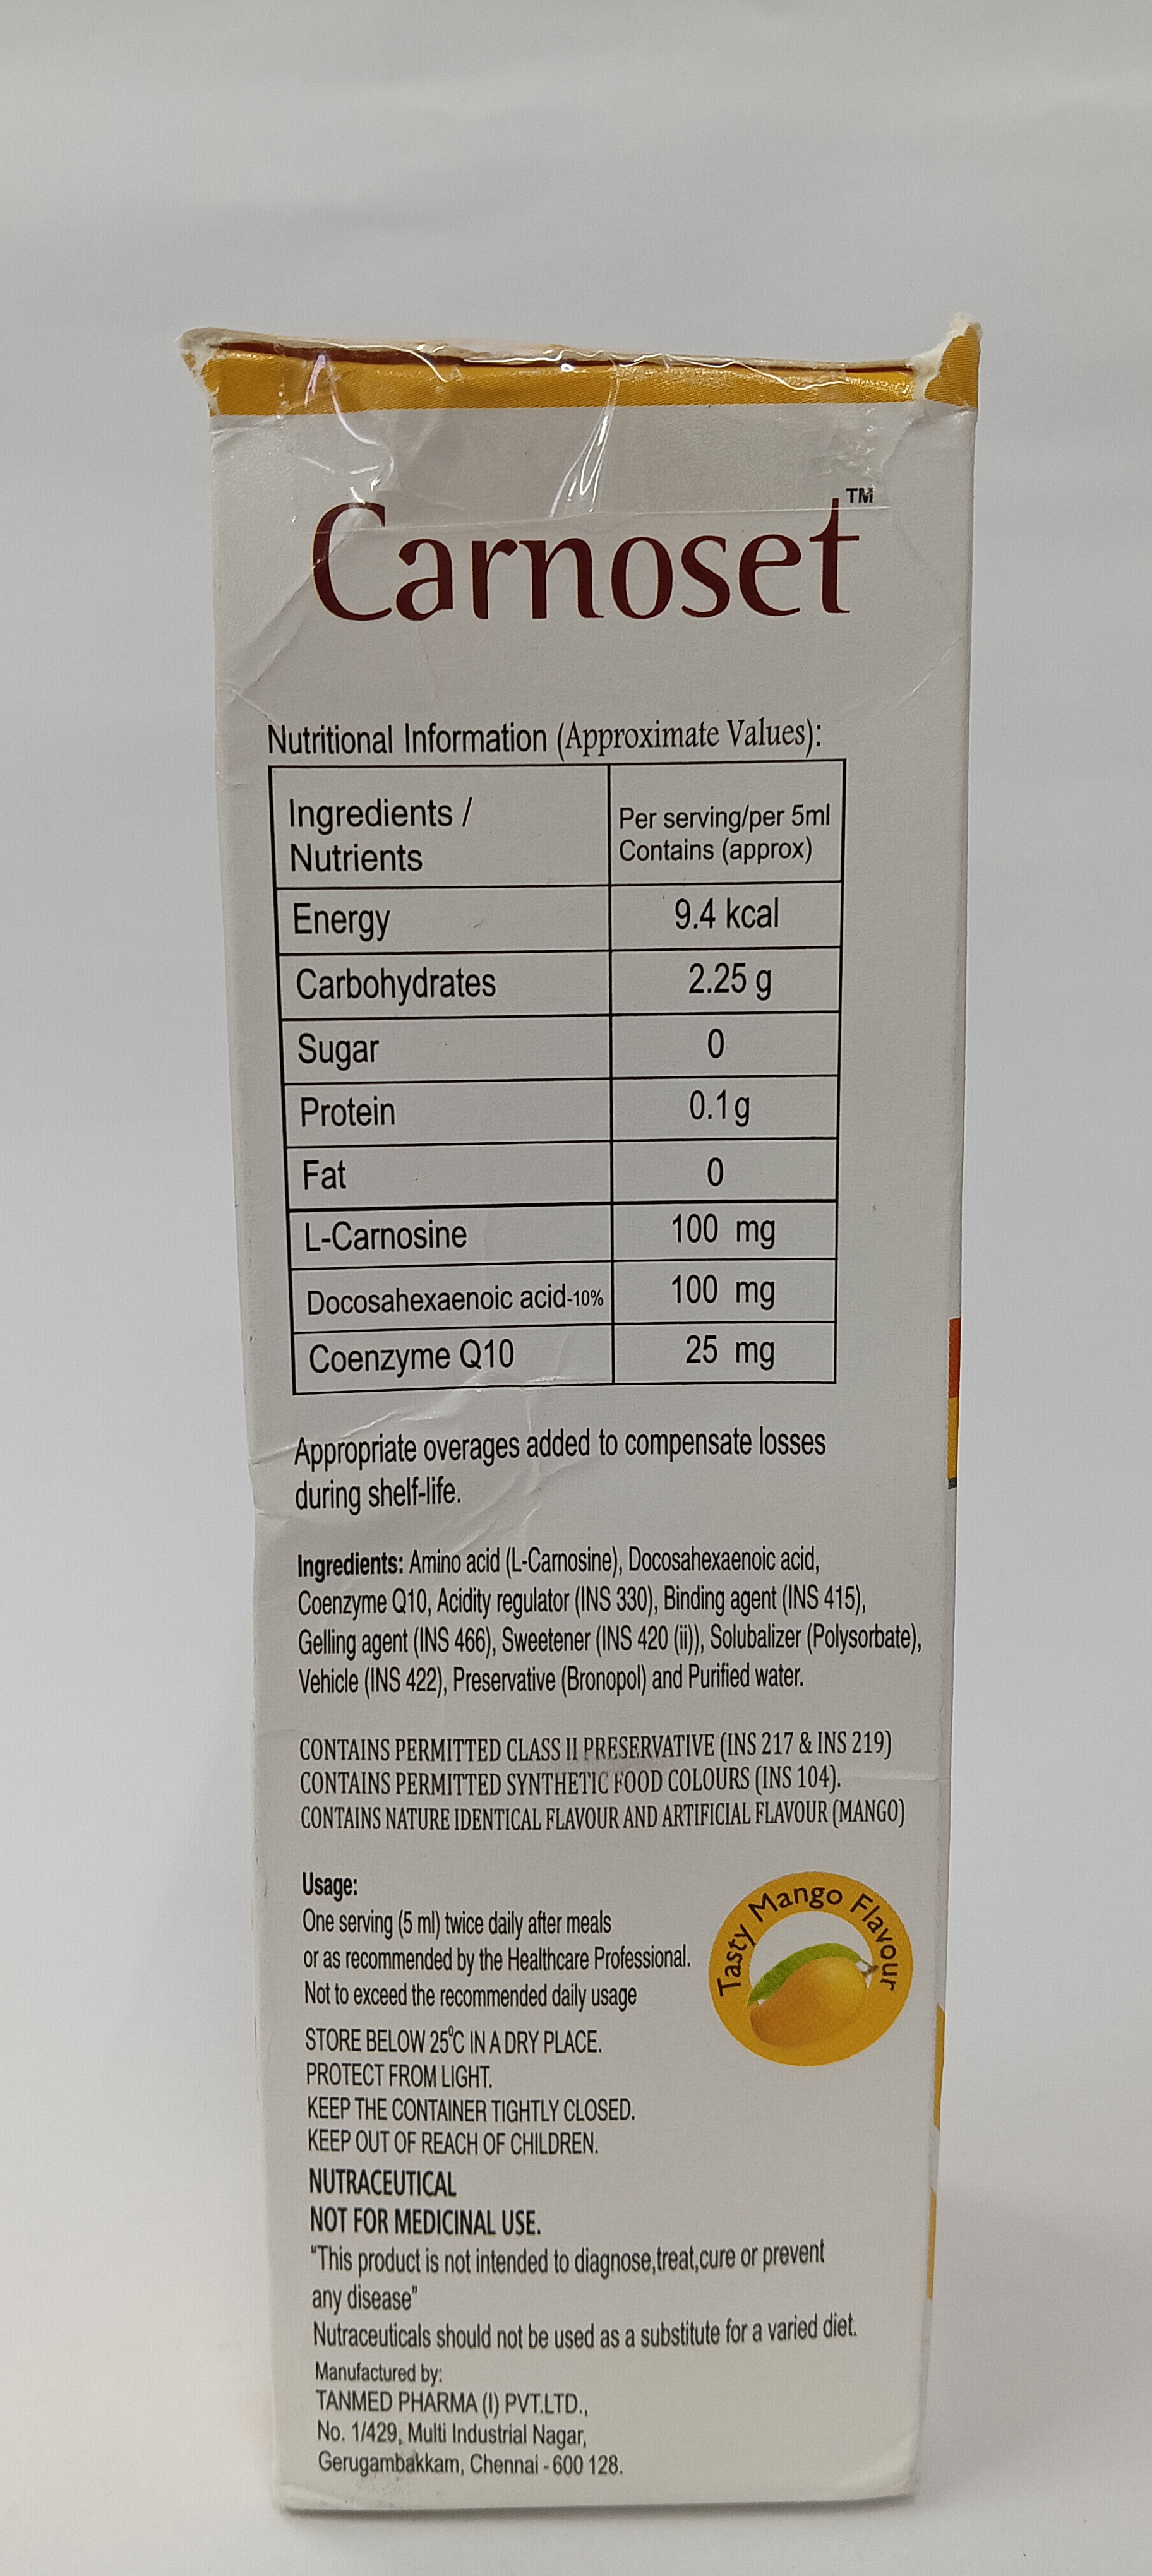 Carnoset™
Nutritional Information (Approximate Values):
Ingredients / Nutrients Per serving/per 5ml Contains (approx)
Energy 9.4 kcal
Carbohydrates 2.25 g
Sugar 0
Protein 0.1 g
Fat 0
L-Carnosine 100 mg
Docosahexaenoic acid-10% 100 mg
Coenzyme Q10 25 mg
Appropriate overages added to compensate losses
during shelf-life.
Ingredients: Amino acid (L-Carnosine), Docosahexaenoic acid,
Coenzyme Q10, Acidity regulator (INS 330), Binding agent (INS 415),
Gelling agent (INS 466), Sweetener (INS 420 (ii)), Solubalizer (Polysorbate),
Vehicle (INS 422), Preservative (Bronopol) and Purified water.
CONTAINS PERMITTED CLASS II PRESERVATIVE (INS 217 & INS 219)
CONTAINS PERMITTED SYNTHETIC FOOD COLOURS (INS 104).
CONTAINS NATURE IDENTICAL FLAVOUR AND ARTIFICIAL FLAVOUR (MANGO)
Usage:
One serving (5 ml) twice daily after meals
or as recommended by the Healthcare Professional.
Not to exceed the recommended daily usage
Tasty Mango Flavour
STORE BELOW 25°C IN A DRY PLACE.
PROTECT FROM LIGHT.
KEEP THE CONTAINER TIGHTLY CLOSED.
KEEP OUT OF REACH OF CHILDREN.
NUTRACEUTICAL
NOT FOR MEDICINAL USE.
"This product is not intended to diagnose,treat,cure or prevent
any disease"
Nutraceuticals should not be used as a substitute for a varied diet.
Manufactured by:
TANMED PHARMA (I) PVT.LTD.,
No. 1/429, Multi Industrial Nagar,
Gerugambakkam, Chennai - 600 128.